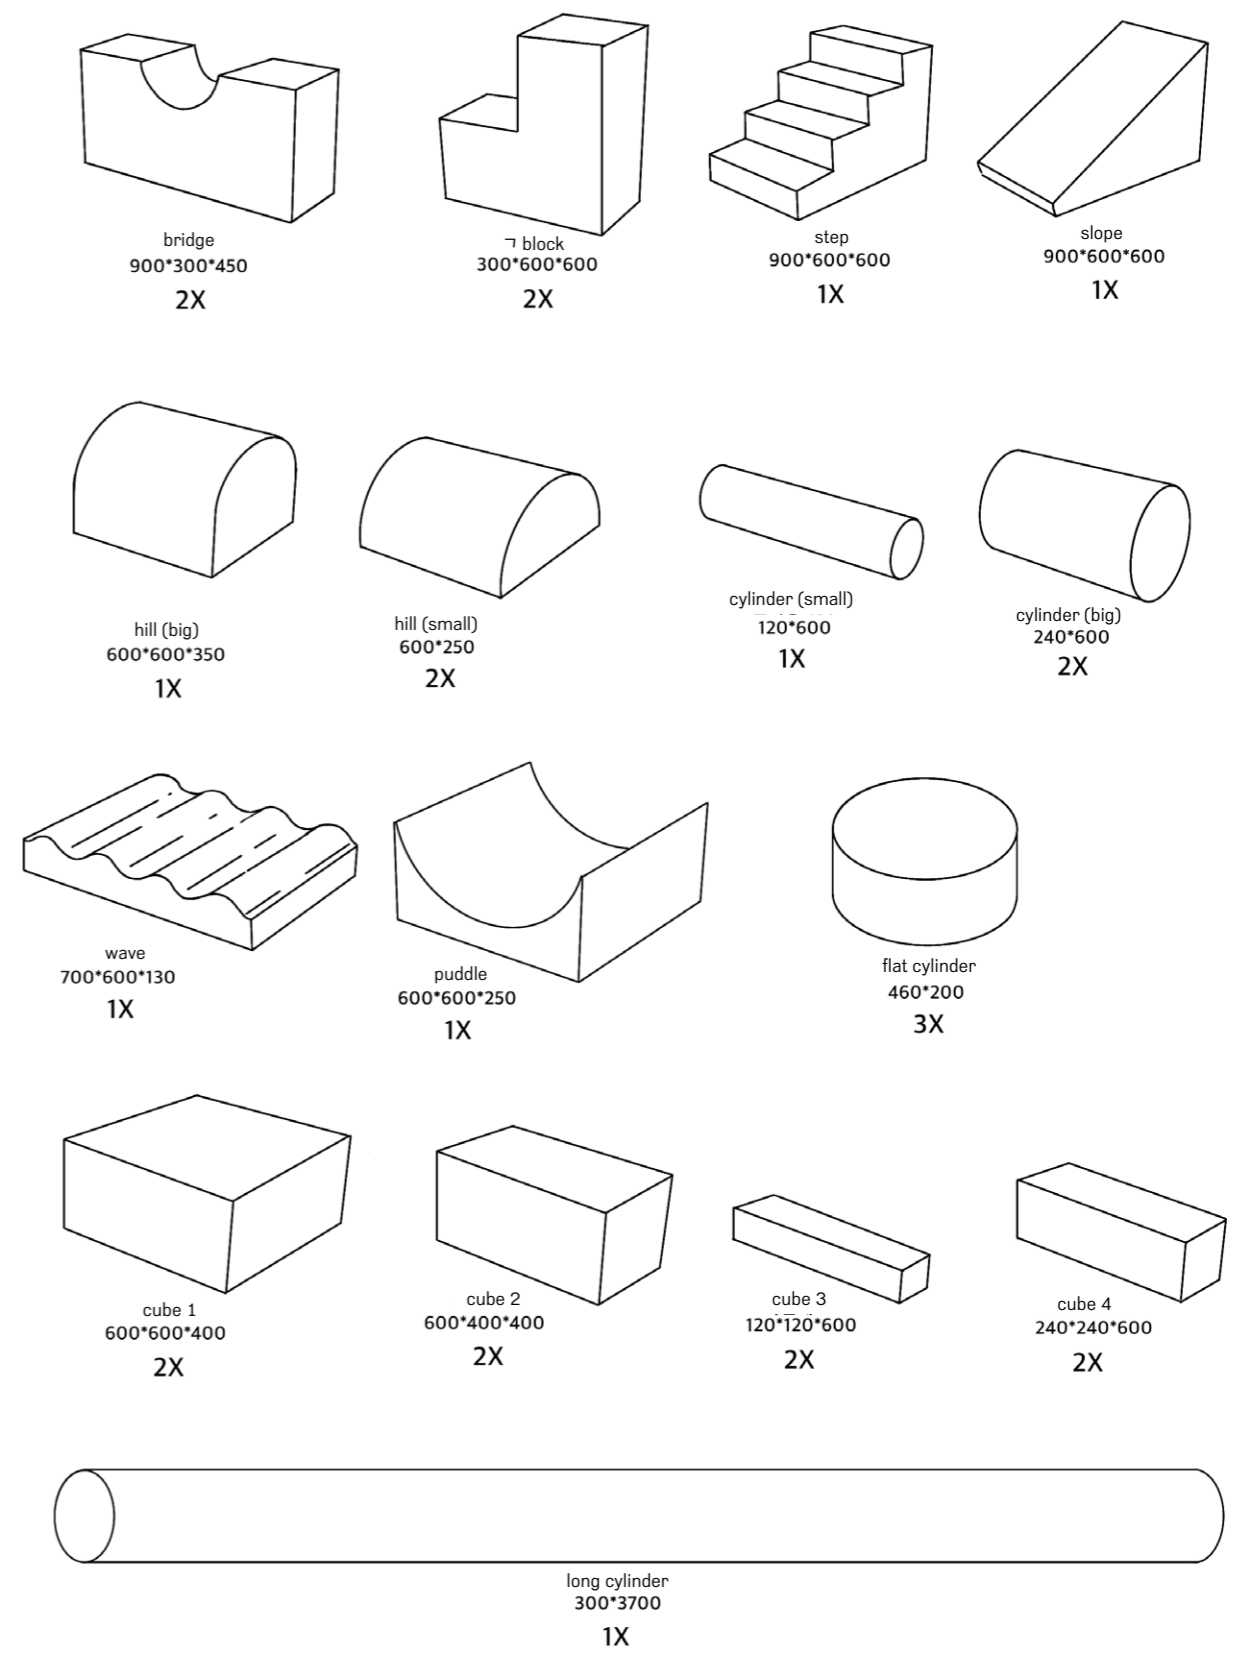 bridge
900*300*450
2X
ㄱ block
300*600*600
2X
step
900*600*600
1X
slope
900*600*600
1X
hill (big)
600*600*350
1X
hill (small)
600*250
2X
cylinder (small)
120*600
1X
cylinder (big)
240*600
2X
wave
700*600*130
1X
puddle
600*600*250
1X
flat cylinder
460*200
3X
cube 1
600*600*400
2X
cube 2
600*400*400
2X
cube 3
120*120*600
2X
cube 4
240*240*600
2X
long cylinder
300*3700
1X